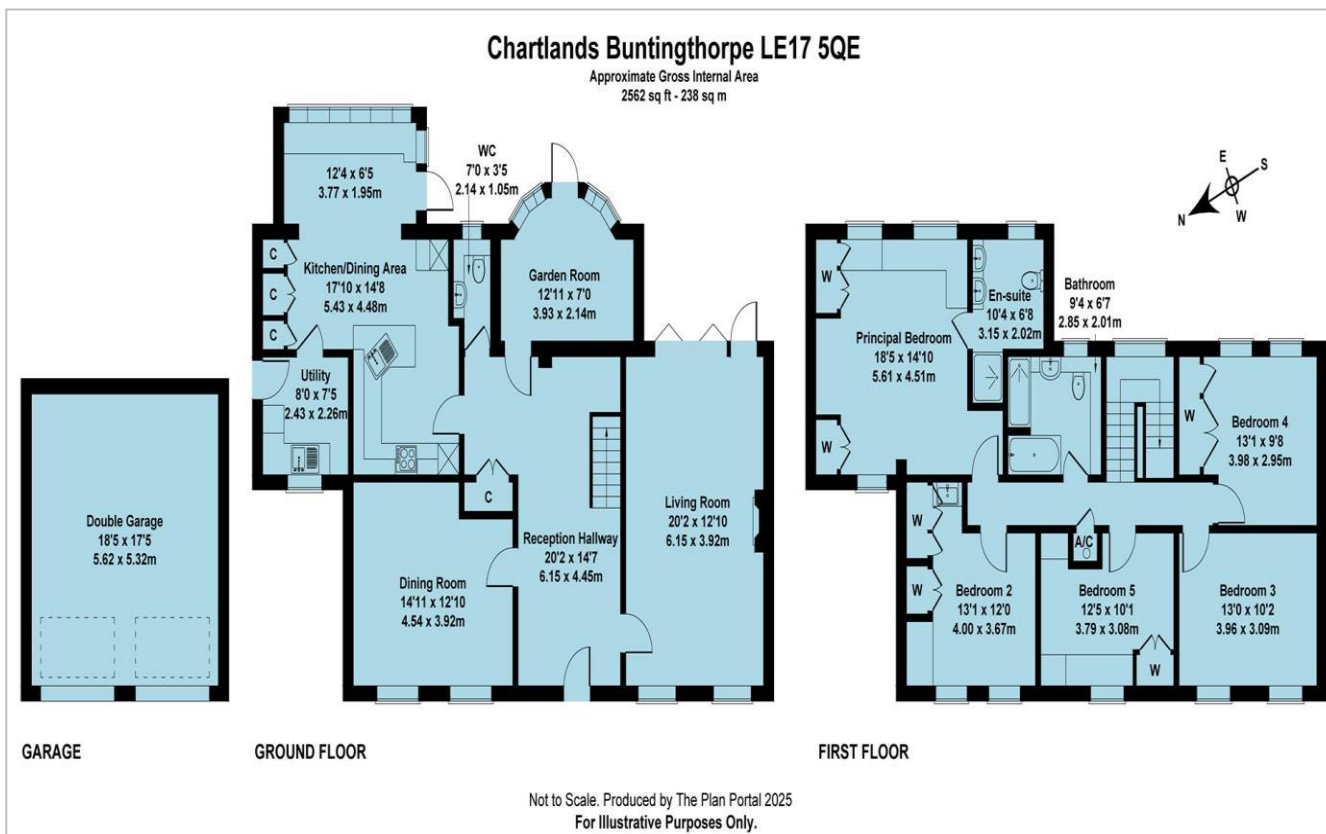 Chartlands Buntingthorpe LE17 5QE
Approximate Gross Internal Area
2562 sq ft - 238 sq m
E
S
N
W
WC
7'0 x 3'5
2.14 x 1.05m
12'4 x 6'5
3.77 x 1.95m
C
C
C
Kitchen/Dining Area
17'10 x 14'8
5.43 x 4.48m
Garden Room
12'11 x 7'0
3.93 x 2.14m
Utility
8'0 x 7'5
2.43 x 2.26m
C
Double Garage
18'5 x 17'5
5.62 x 5.32m
Dining Room
14'11 x 12'10
4.54 x 3.92m
Reception Hallway
20'2 x 14'7
6.15 x 4.45m
Living Room
20'2 x 12'10
6.15 x 3.92m
W
W
Principal Bedroom
18'5 x 14'10
5.61 x 4.51m
En-suite
10'4 x 6'8
3.15 x 2.02m
Bathroom
9'4 x 6'7
2.85 x 2.01m
W
Bedroom 4
13'1 x 9'8
3.98 x 2.95m
W
W
Bedroom 2
13'1 x 12'0
4.00 x 3.67m
A/C
Bedroom 5
12'5 x 10'1
3.79 x 3.08m
W
Bedroom 3
13'0 x 10'2
3.96 x 3.09m
GARAGE
GROUND FLOOR
FIRST FLOOR
Not to Scale. Produced by The Plan Portal 2025
For Illustrative Purposes Only.